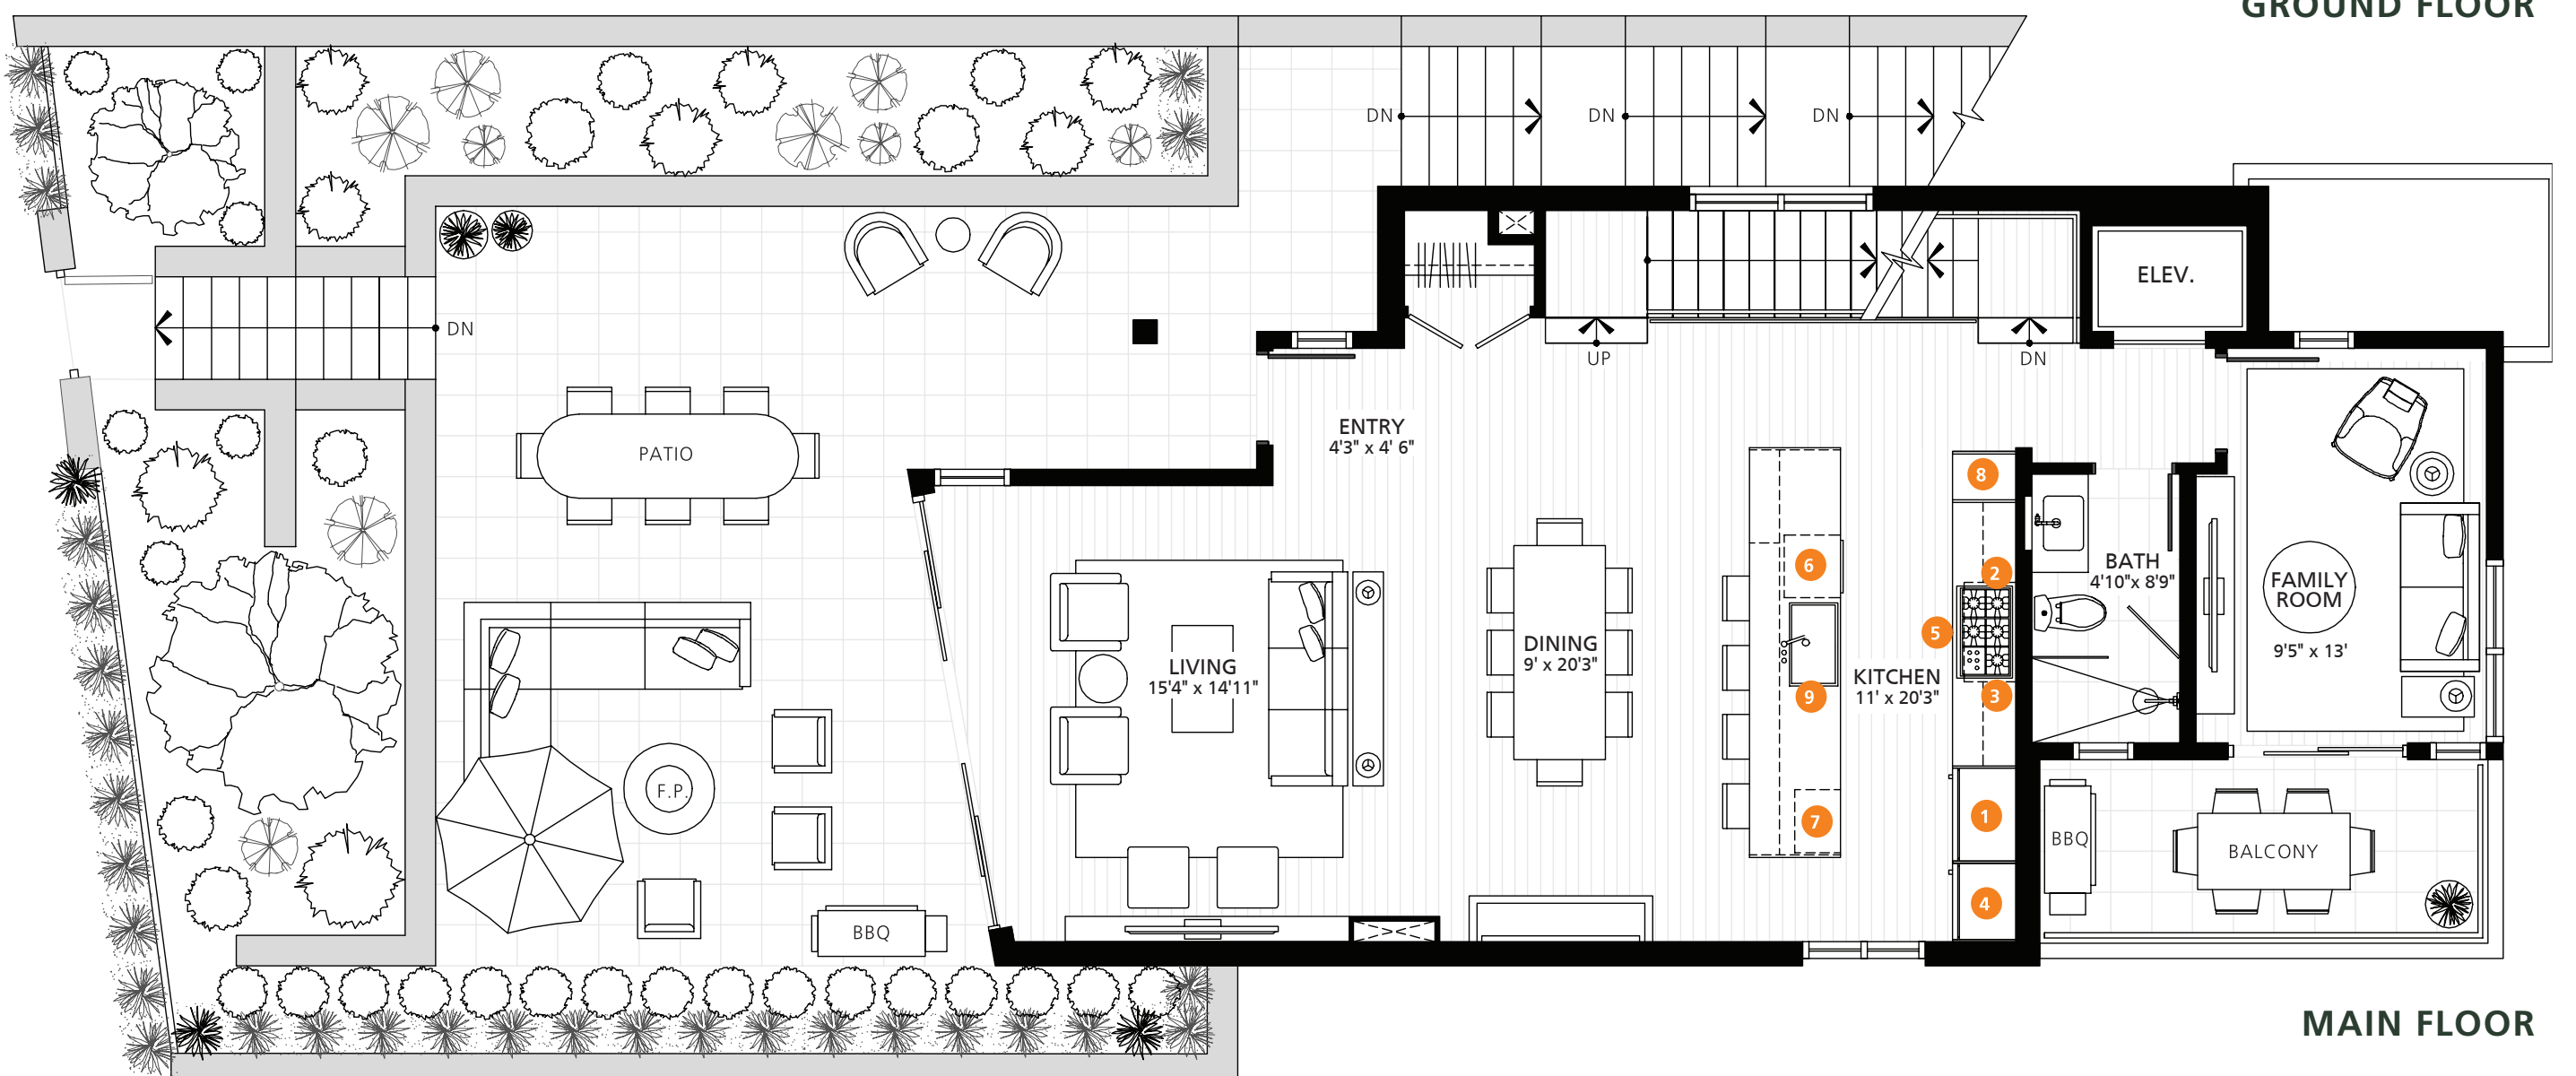 GROUND FLOOR
DN
DN
DN
ELEV.
DN
UP
DN
ENTRY
4'3" x 4' 6"
PATIO
8
6
2
BATH
4'10"x 8'9"
FAMILY
ROOM
9'5" x 13'
5
DINING
9' x 20'3"
LIVING
15'4" x 14'11"
KITCHEN
11' x 20'3"
9
3
F.P.
7
1
BBQ
BALCONY
4
BBQ
MAIN FLOOR